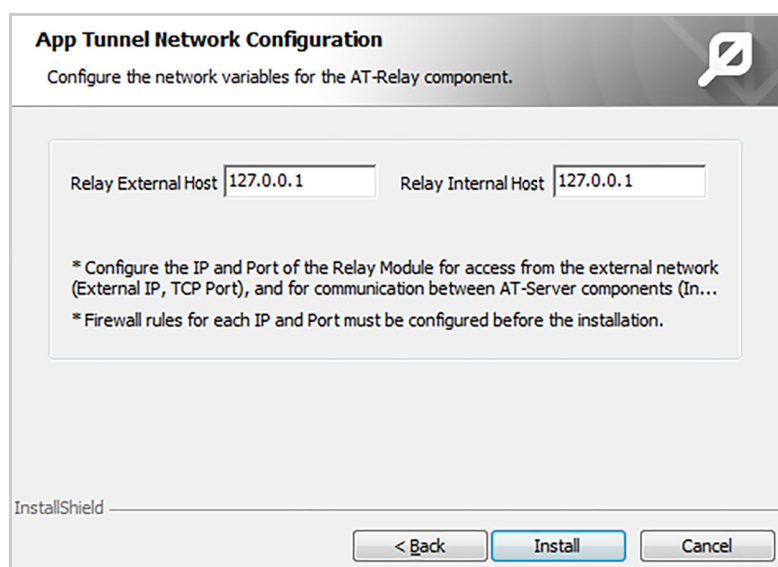 App Tunnel Network Configuration
Configure the network variables for the AT-Relay component.
Relay External Host 127.0.0.1 Relay Internal Host 127.0.0.1
* Configure the IP and Port of the Relay Module for access from the external network
(External IP, TCP Port), and for communication between AT-Server components (In...
* Firewall rules for each IP and Port must be configured before the installation.
InstallShield
< Back Install Cancel